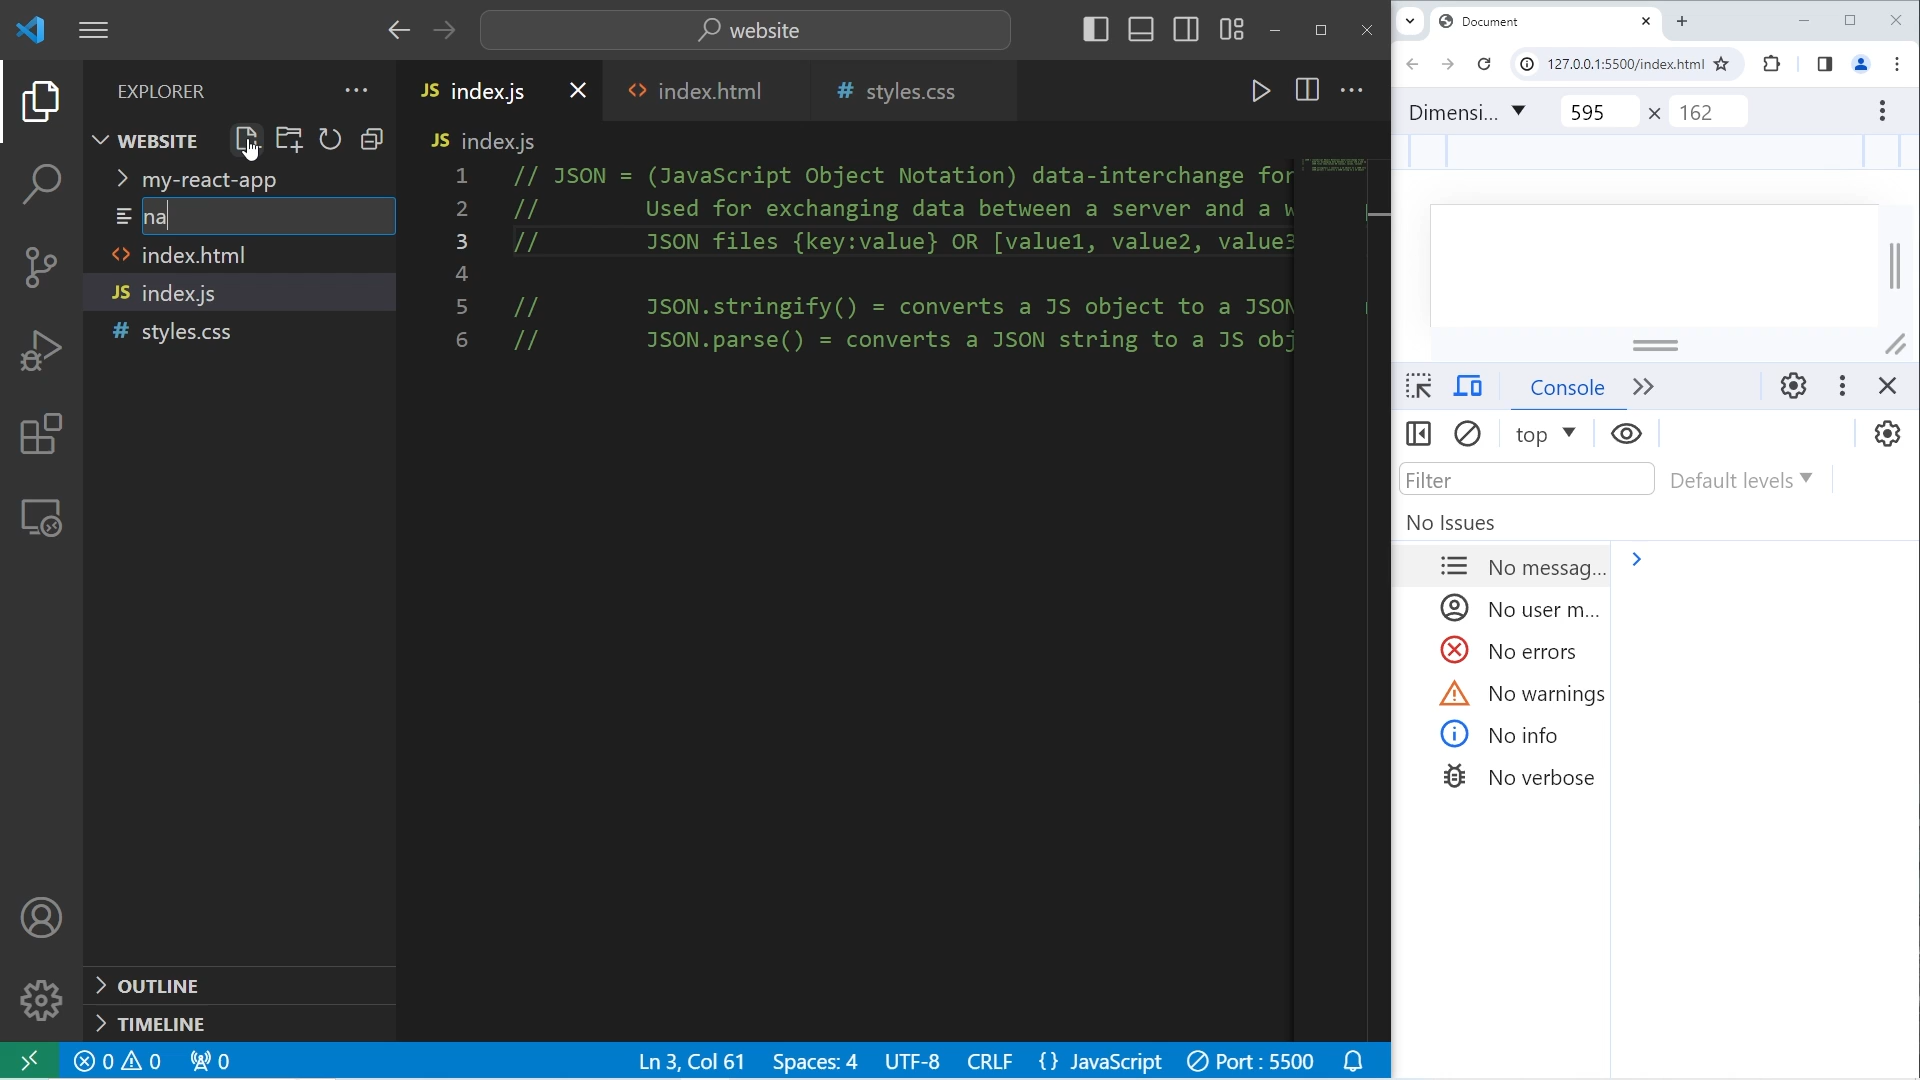 website
EXPLORER
WEBSITE
my-react-app
na
index.html
JS index.js
# styles.css
OUTLINE
TIMELINE
JS index.js
<> index.html
# styles.css
JS index.js
1 // JSON = (JavaScript Object Notation) data-interchange for
2 // Used for exchanging data between a server and a w
3 // JSON files {key:value} OR [value1, value2, value3
4
5 // JSON.stringify() = converts a JS object to a JSON
6 // JSON.parse() = converts a JSON string to a JS obj
0 0 0
Ln 3, Col 61 Spaces: 4 UTF-8 CRLF {} JavaScript Port : 5500
Document
127.0.0.1:5500/index.html
Dimensi... 595 × 162
Console
top
Filter Default levels
No Issues
No messag...
No user m...
No errors
No warnings
No info
No verbose